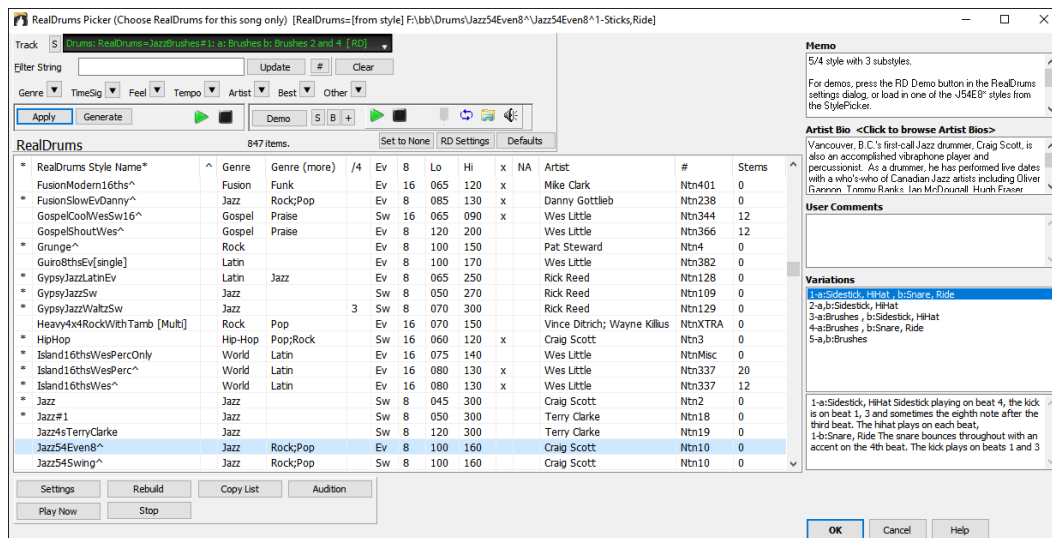 RealDrums Picker (Choose RealDrums for this song only) [RealDrums=[from style] F:\bb\Drums\Jazz54Even8^\Jazz54Even8^1-Sticks,Ride]
Track S Drums: RealDrums=JazzBrushes#1: a: Brushes b: Brushes 2 and 4 [RD]
Filter String Update # Clear
Genre TimeSig Feel Tempo Artist Best Other
Apply Generate Demo S B +
RealDrums 847 items. Set to None RD Settings Defaults
* RealDrums Style Name* ^ Genre Genre (more) /4 Ev 8 Lo Hi x NA Artist # Stems
FusionModern16ths^ Fusion Funk Ev 16 065 120 x Mike Clark Ntn401 0
* FusionSlowEvDanny^ Jazz Rock;Pop Ev 8 085 130 x Danny Gottlieb Ntn238 0
GospelCoolWesSw16^ Gospel Praise Sw 16 065 090 x Wes Little Ntn344 12
GospelShoutWes^ Gospel Praise Ev 8 120 200 Wes Little Ntn366 12
* Grunge^ Rock Ev 8 100 150 Pat Steward Ntn4 0
Guiro8thsEv[single] Latin Ev 8 100 170 Wes Little Ntn382 0
* GypsyJazzLatinEv Latin Jazz Ev 8 065 250 Rick Reed Ntn128 0
* GypsyJazzSw Jazz Sw 8 050 270 Rick Reed Ntn109 0
* GypsyJazzWaltzSw Jazz 3 Sw 8 070 300 Rick Reed Ntn129 0
Heavy4x4RockWithTamb [Multi] Rock Pop Ev 16 070 150 Vince Ditrich; Wayne Killius NtnXTRA 0
* HipHop Hip-Hop Pop;Rock Sw 16 060 120 x Craig Scott Ntn3 0
* Island16thsWesPercOnly World Latin Ev 16 075 140 Wes Little NtnMisc 0
* Island16thsWesPerc^ World Latin Ev 16 080 130 x Wes Little Ntn337 20
* Island16thsWes^ World Latin Ev 16 080 130 x Wes Little Ntn337 12
* Jazz Jazz Sw 8 045 300 Craig Scott Ntn2 0
* Jazz#1 Jazz Sw 8 050 300 Terry Clarke Ntn18 0
Jazz4sTerryClarke Jazz Sw 8 120 300 Terry Clarke Ntn19 0
Jazz54Even8^ Jazz Rock;Pop Ev 8 100 160 Craig Scott Ntn10 0
Jazz54Swing^ Jazz Rock;Pop Sw 8 100 160 Craig Scott Ntn10 0
Settings Rebuild Copy List Audition
Play Now Stop
Memo
5/4 style with 3 substyles.
For demos, press the RD Demo button in the RealDrums
settings dialog, or load in one of the -J54E8* styles from
the StylePicker.
Artist Bio <Click to browse Artist Bios>
Vancouver, B.C.'s first-call Jazz drummer, Craig Scott, is
also an accomplished vibraphone player and
percussionist. As a drummer, he has performed live dates
with a who's-who of Canadian Jazz artists including Oliver
Gannon, Tommy Banks, Ian McDougall, Hugh Fraser
User Comments
Variations
1-a:Sidestick, HiHat , b:Snare, Ride
2-a,b:Sidestick, HiHat
3-a:Brushes , b:Sidestick, HiHat
4-a:Brushes , b:Snare, Ride
5-a,b:Brushes
1-a:Sidestick, HiHat Sidestick playing on beat 4, the kick
is on beat 1, 3 and sometimes the eighth note after the
third beat. The hihat plays on each beat,
1-b:Snare, Ride The snare bounces throughout with an
accent on the 4th beat. The kick plays on beats 1 and 3
OK Cancel Help